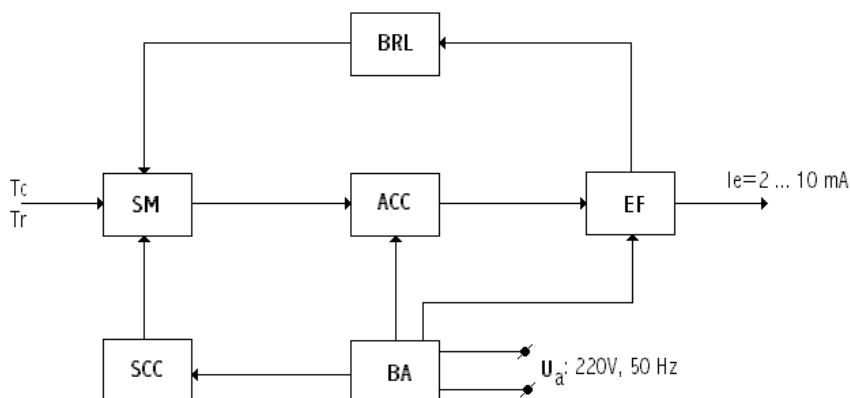 BRL
Tc
Tr
SM
ACC
EF
Ie=2 ... 10 mA
SCC
BA
Ua: 220V, 50 Hz